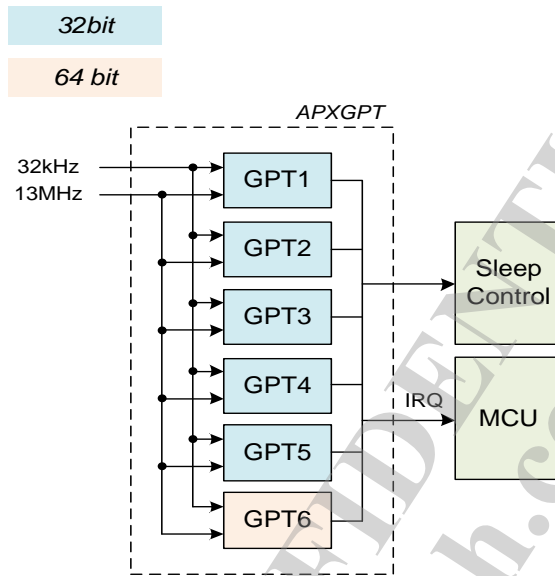 32bit
64 bit
APXGPT
32kHz
13MHz
GPT1
GPT2
GPT3
GPT4
GPT5
GPT6
Sleep
Control
IRQ
MCU